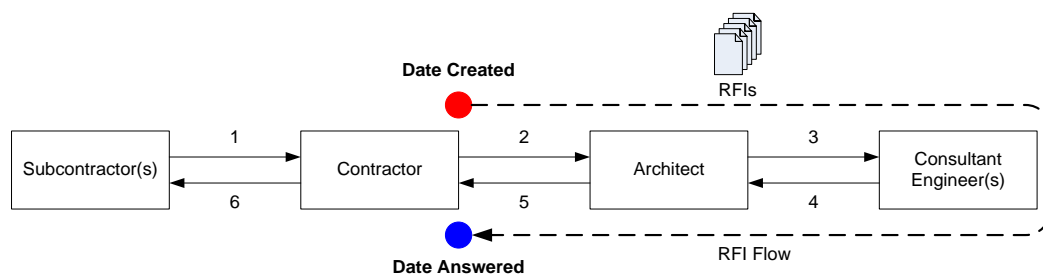 Date Created
RFIs
1
2
3
Subcontractor(s)
Contractor
Architect
Consultant
Engineer(s)
6
5
4
RFI Flow
Date Answered